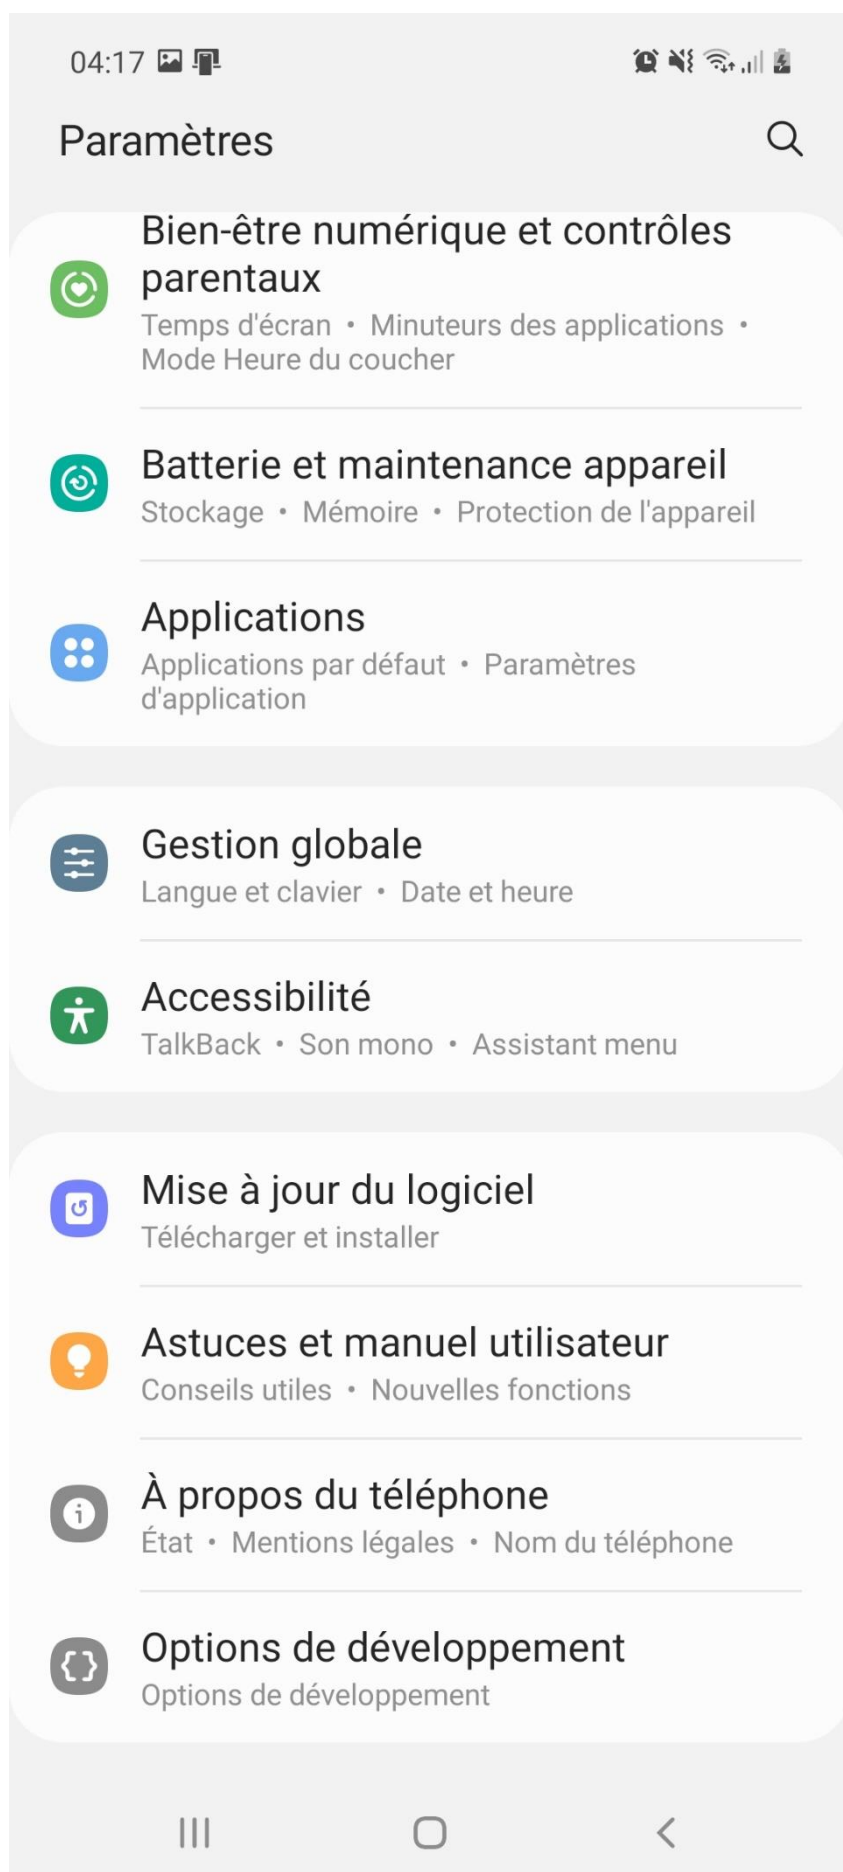 04:17
Paramètres
Bien-être numérique et contrôles
parentaux
Temps d'écran • Minuteurs des applications •
Mode Heure du coucher
Batterie et maintenance appareil
Stockage • Mémoire • Protection de l'appareil
Applications
Applications par défaut • Paramètres
d'application
Gestion globale
Langue et clavier • Date et heure
Accessibilité
TalkBack • Son mono • Assistant menu
Mise à jour du logiciel
Télécharger et installer
Astuces et manuel utilisateur
Conseils utiles • Nouvelles fonctions
À propos du téléphone
État • Mentions légales • Nom du téléphone
Options de développement
Options de développement